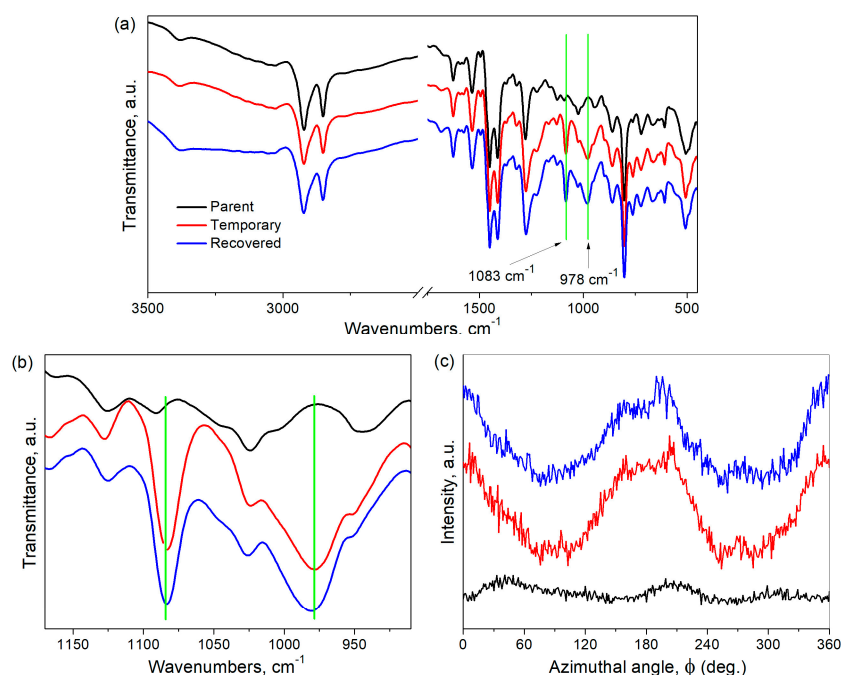 (a)
Transmittance, a.u.
Parent
Temporary
Recovered
1083 cm⁻¹
978 cm⁻¹
3500
3000
1500
1000
500
Wavenumbers, cm⁻¹
(b)
Transmittance, a.u.
1150
1100
1050
1000
950
Wavenumbers, cm⁻¹
(c)
Intensity, a.u.
0
60
120
180
240
300
360
Azimuthal angle, ϕ (deg.)